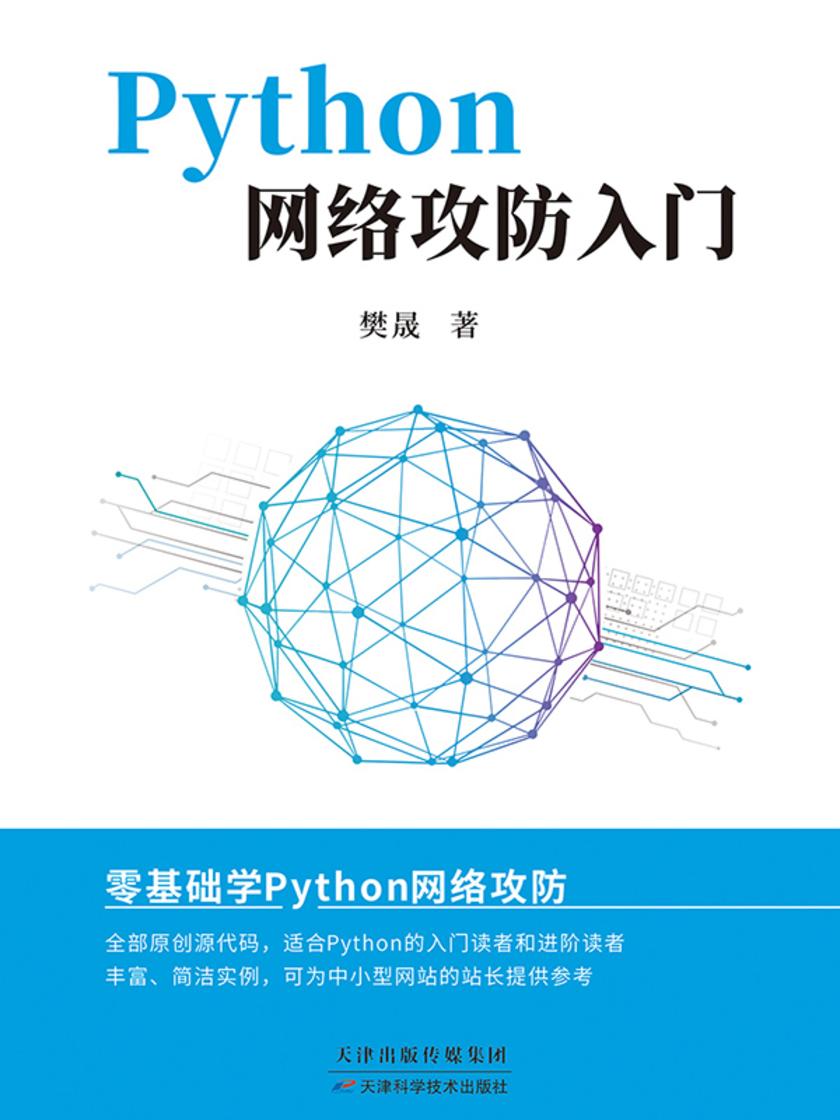 Python
网络攻防入门
樊晟 著
零基础学Python网络攻防
全部原创源代码，适合Python的入门读者和进阶读者
丰富、简洁实例，可为中小型网站的站长提供参考
天津出版传媒集团
天津科学技术出版社